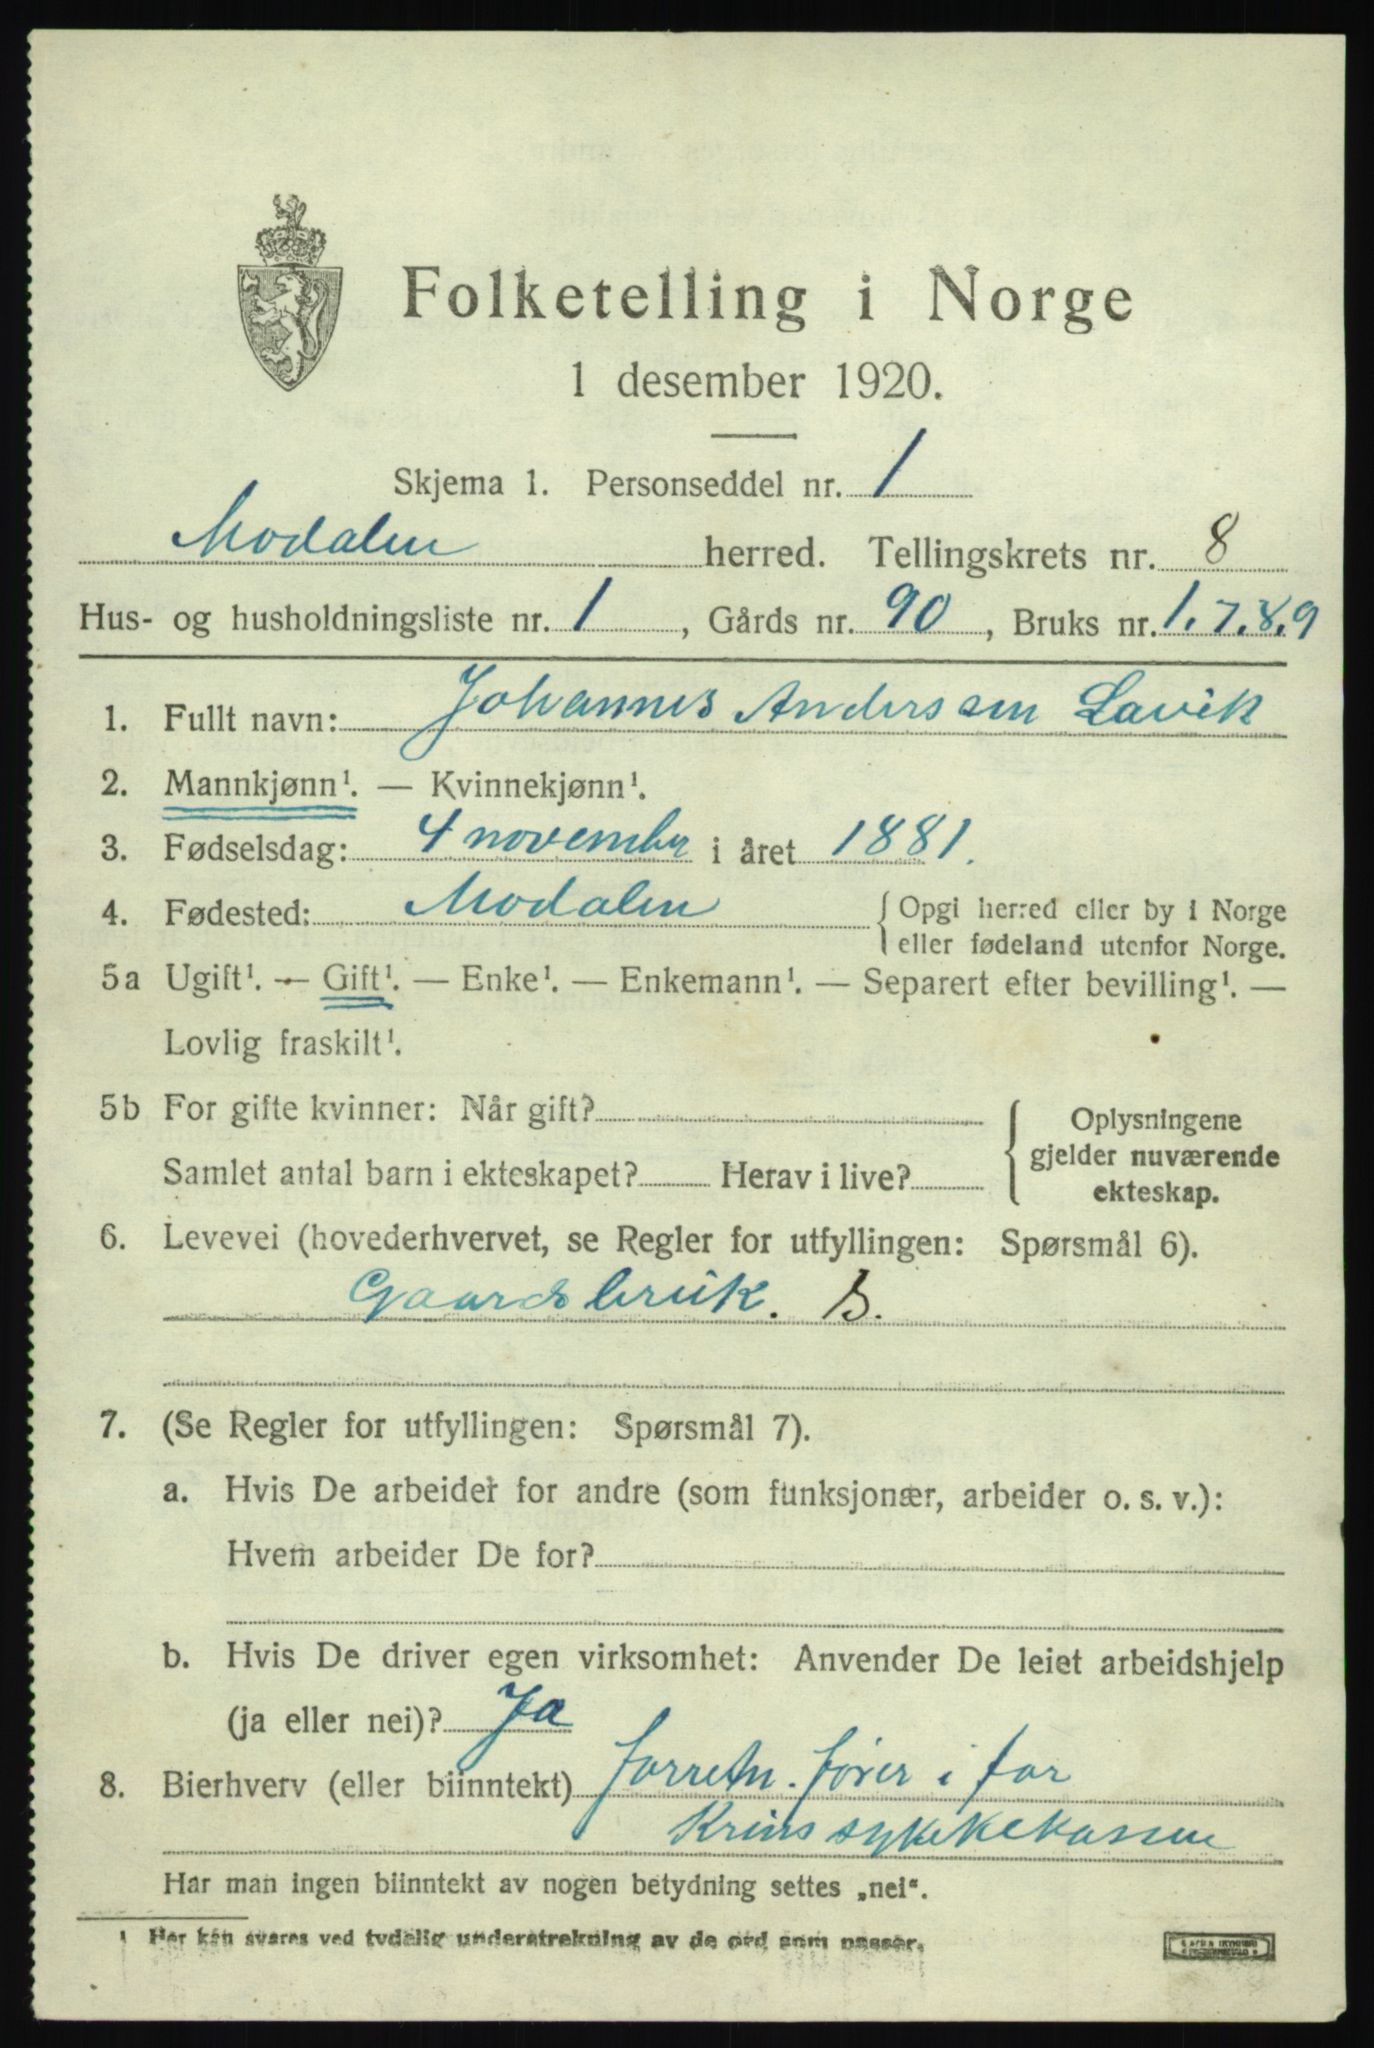 Folketelling i Norge
1 desember 1920.
Skjema 1. Personseddel nr. 1
Modalen herred. Tellingskrets nr. 8
Hus- og husholdningsliste nr. 1, Gårds nr. 90, Bruks nr. 1.7.8.9
1. Fullt navn: Johannes Anderssen Lavik
2. Mannkjønn¹. — Kvinnekjønn¹.
3. Fødselsdag: 4 november i året 1881.
4. Fødested: Modalen { Opgi herred eller by i Norge
eller fødeland utenfor Norge.
5a Ugift¹. — Gift¹. — Enke¹. — Enkemann¹. — Separert efter bevilling¹. —
Lovlig fraskilt¹.
5b For gifte kvinner: Når gift? { Oplysningene
gjelder nuværende
Samlet antal barn i ekteskapet? Herav i live?
ekteskap.
6. Levevei (hovederhvervet, se Regler for utfyllingen: Spørsmål 6).
Gaardsbruk. S.
7. (Se Regler for utfyllingen: Spørsmål 7).
a. Hvis De arbeider for andre (som funksjonær, arbeider o. s. v.):
Hvem arbeider De for?
b. Hvis De driver egen virksomhet: Anvender De leiet arbeidshjelp
(ja eller nei)? Ja
8. Bierhverv (eller biinntekt) forretn. fører i for
sykekassen
Har man ingen biinntekt av nogen betydning settes „nei“.
1 Her kan svares ved tydelig understrekning av de ord som passer.